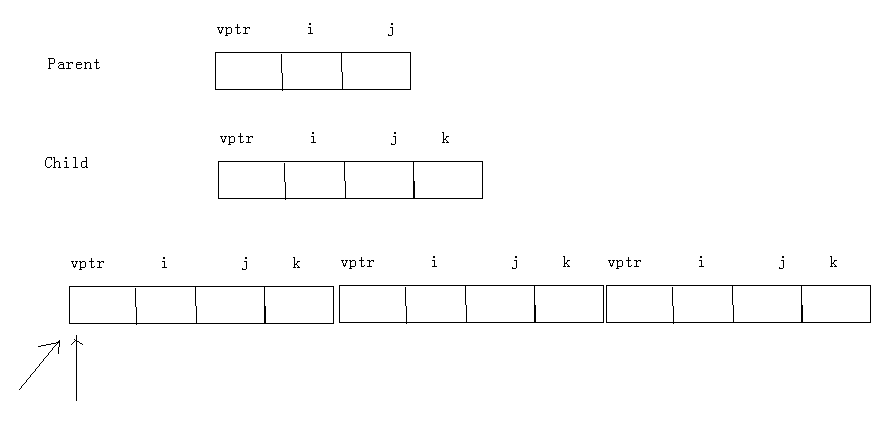 vptr i j
Parent
vptr i j k
Child
vptr i j k vptr i j k vptr i j k